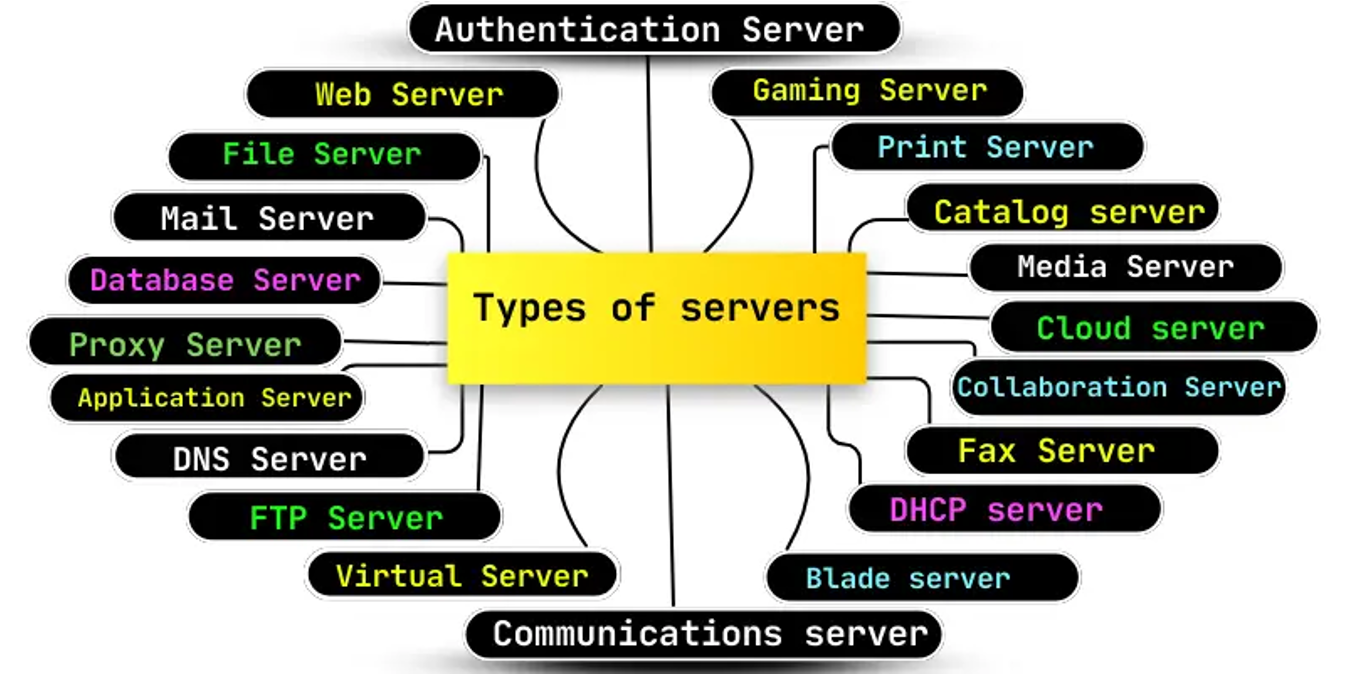 Authentication Server
Web Server
Gaming Server
File Server
Print Server
Mail Server
Catalog server
Database Server
Media Server
Types of servers
Proxy Server
Cloud server
Application Server
Collaboration Server
DNS Server
Fax Server
FTP Server
DHCP server
Virtual Server
Blade server
Communications server